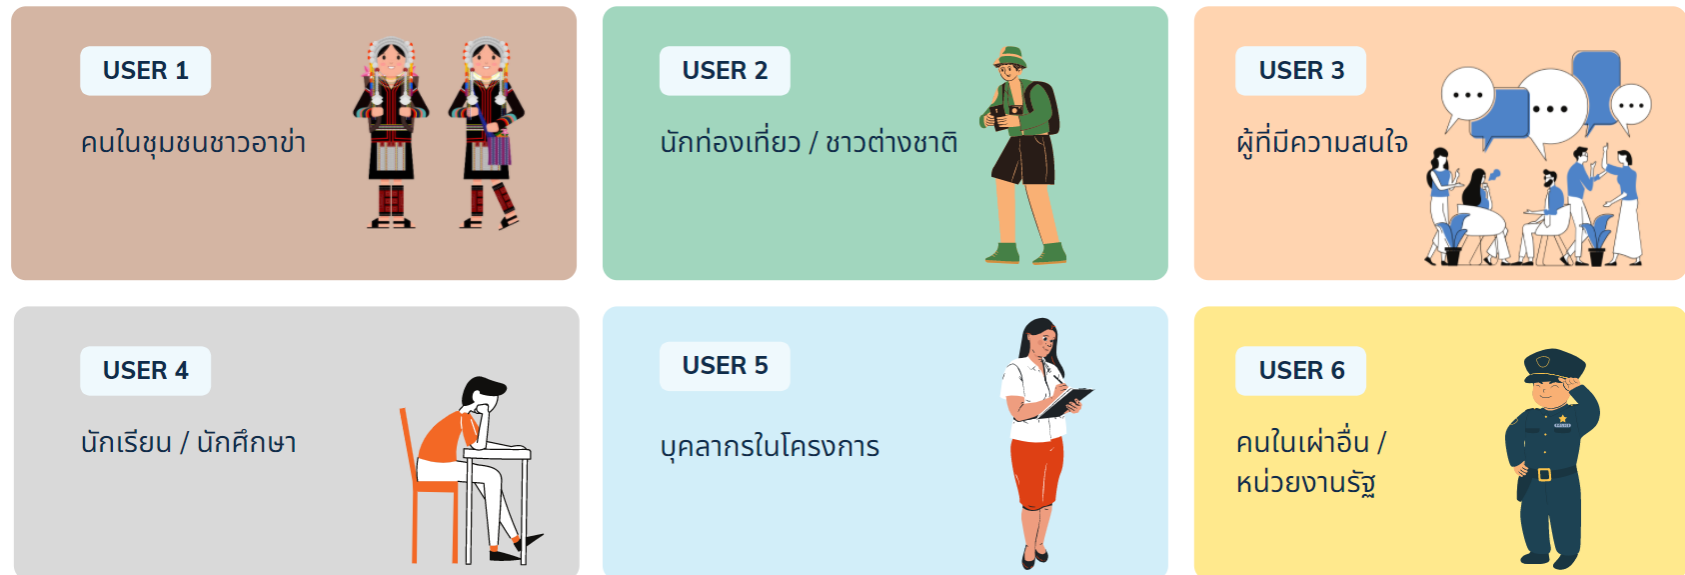 USER 1
คนในชุมชนชาวอาข่า
USER 2
นักท่องเที่ยว / ชาวต่างชาติ
USER 3
ผู้ที่มีความสนใจ
USER 4
นักเรียน / นักศึกษา
USER 5
บุคลากรในโครงการ
USER 6
คนในเผ่าอื่น /
หน่วยงานรัฐ